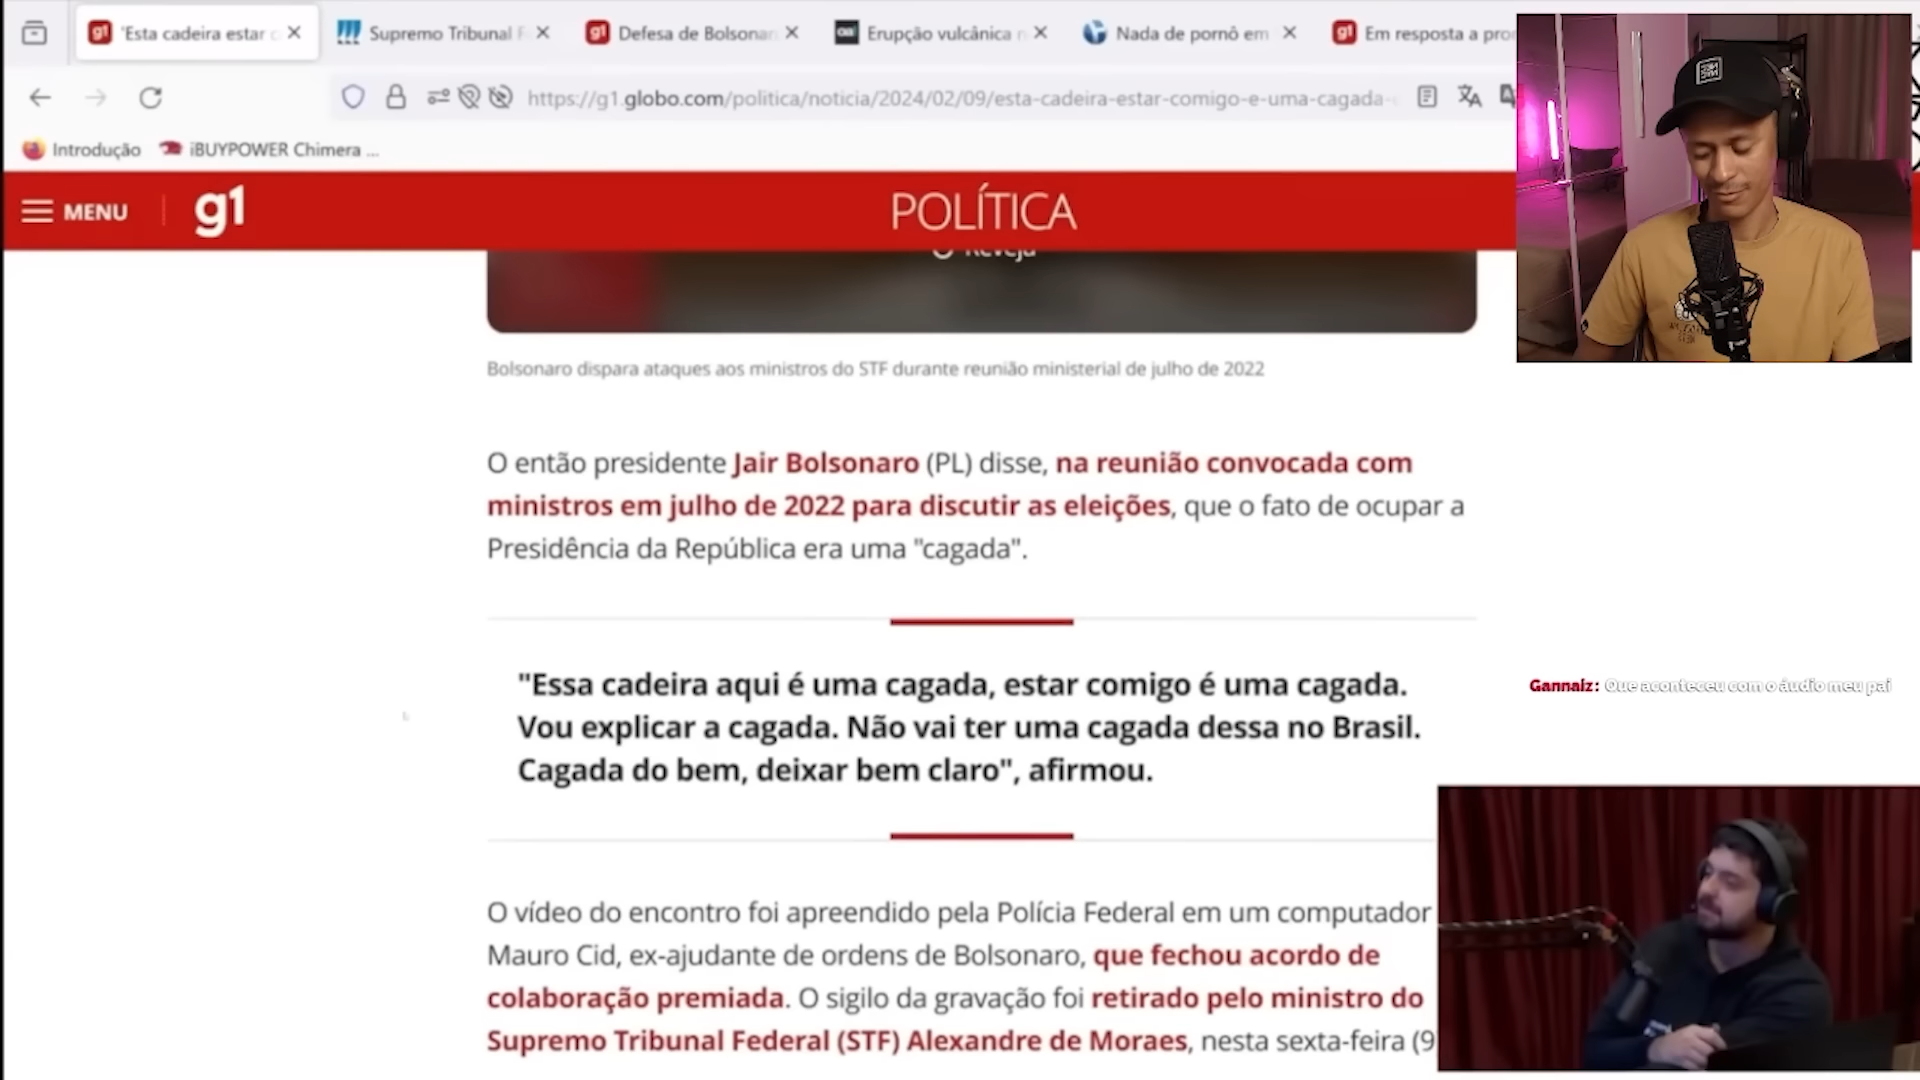 'Esta cadeira estar
Supremo Tribunal F
Defesa de Bolsonar
Erupção vulcânica n
Nada de pornô em
Em resposta a pro
https://g1.globo.com/politica/noticia/2024/02/09/esta-cadeira-estar-comigo-e-uma-cagada-
Introdução
iBUYPOWER Chimera ...
MENU
g1
POLÍTICA
Reveja
Bolsonaro dispara ataques aos ministros do STF durante reunião ministerial de julho de 2022
O então presidente Jair Bolsonaro (PL) disse, na reunião convocada com
ministros em julho de 2022 para discutir as eleições, que o fato de ocupar a
Presidência da República era uma "cagada".
"Essa cadeira aqui é uma cagada, estar comigo é uma cagada.
Vou explicar a cagada. Não vai ter uma cagada dessa no Brasil.
Cagada do bem, deixar bem claro", afirmou.
Gannaiz: Que aconteceu com o áudio meu pai
O vídeo do encontro foi apreendido pela Polícia Federal em um computador
Mauro Cid, ex-ajudante de ordens de Bolsonaro, que fechou acordo de
colaboração premiada. O sigilo da gravação foi retirado pelo ministro do
Supremo Tribunal Federal (STF) Alexandre de Moraes, nesta sexta-feira (9